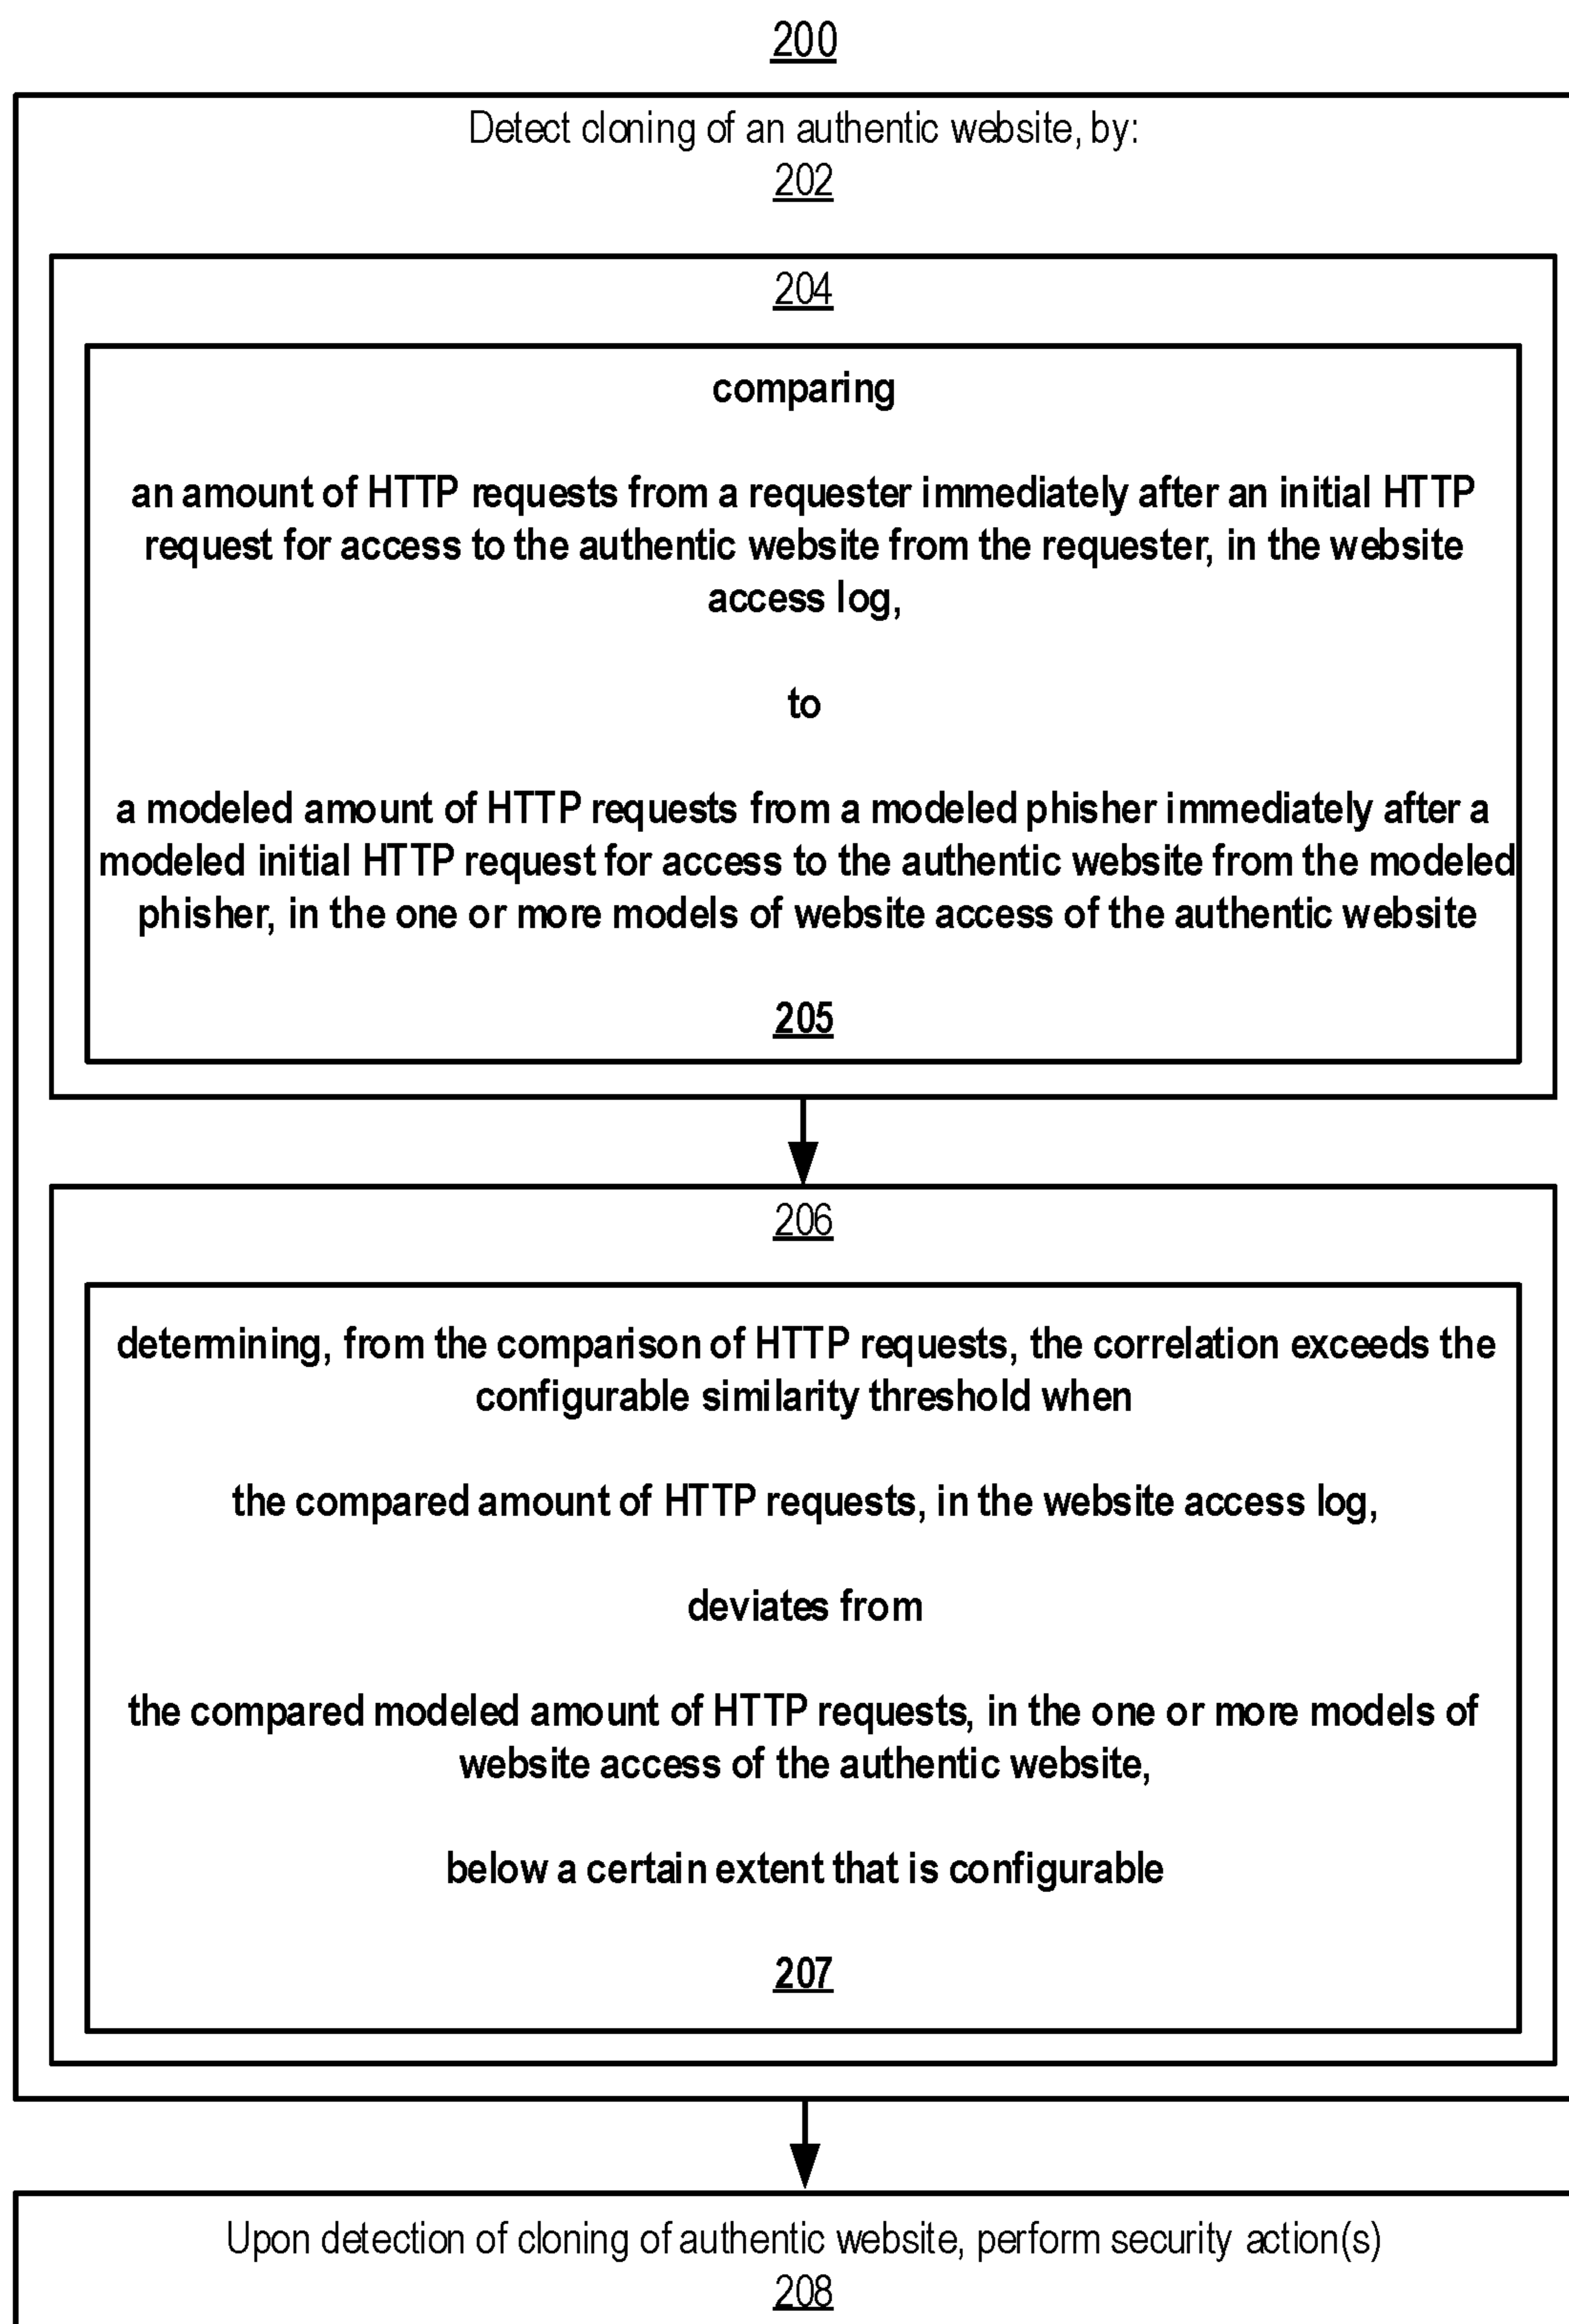 200
Detect cloning of an authentic website, by:
202
204
comparing
an amount of HTTP requests from a requester immediately after an initial HTTP
request for access to the authentic website from the requester, in the website
access log,
to
a modeled amount of HTTP requests from a modeled phisher immediately after a
modeled initial HTTP request for access to the authentic website from the modeled
phisher, in the one or more models of website access of the authentic website
205
206
determining, from the comparison of HTTP requests, the correlation exceeds the
configurable similarity threshold when
the compared amount of HTTP requests, in the website access log,
deviates from
the compared modeled amount of HTTP requests, in the one or more models of
website access of the authentic website,
below a certain extent that is configurable
207
Upon detection of cloning of authentic website, perform security action(s)
208